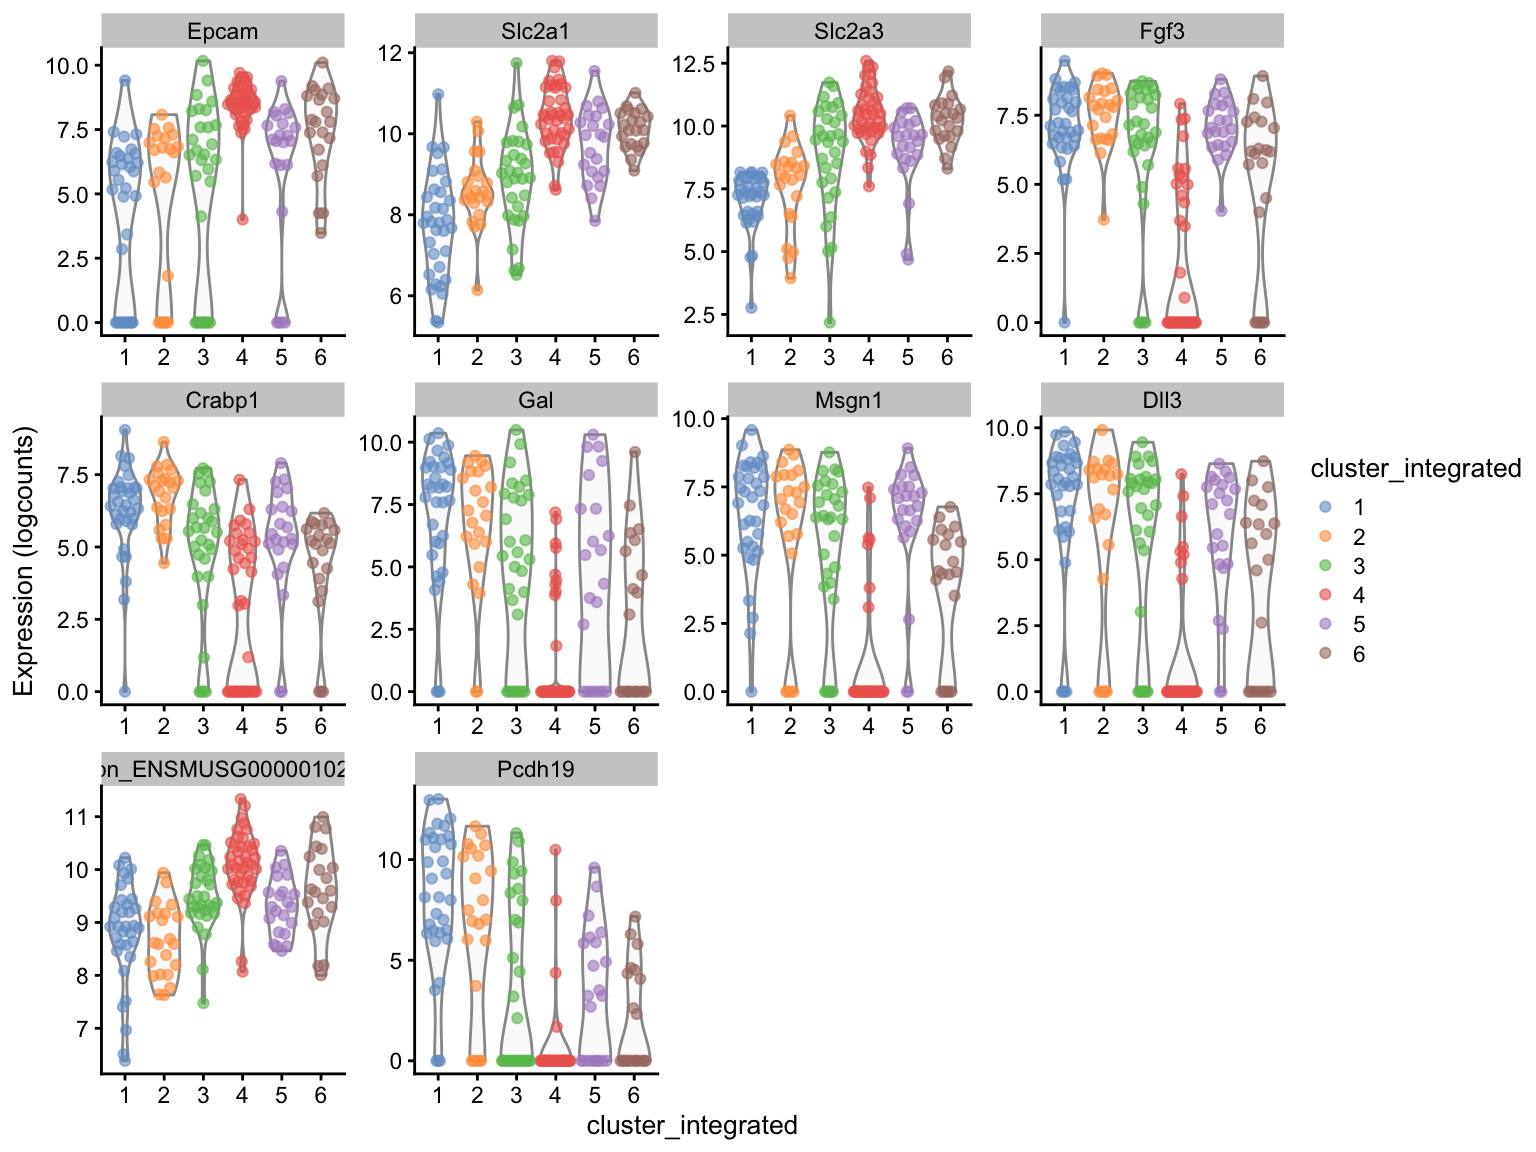 Epcam Slc2a1 Slc2a3 Fgf3
10.0 7.5 5.0 2.5 0.0
12 10 8 6
12.5 10.0 7.5 5.0 2.5
7.5 5.0 2.5 0.0
1 2 3 4 5 6 1 2 3 4 5 6 1 2 3 4 5 6 1 2 3 4 5 6
Crabp1 Gal Msgn1 Dll3
7.5 5.0 2.5 0.0
10.0 7.5 5.0 2.5 0.0
10.0 7.5 5.0 2.5 0.0
10.0 7.5 5.0 2.5 0.0
1 2 3 4 5 6 1 2 3 4 5 6 1 2 3 4 5 6 1 2 3 4 5 6
on_ENSMUSG00000102 Pcdh19
11 10 9 8 7
10 5 0
1 2 3 4 5 6 1 2 3 4 5 6
Expression (logcounts)
cluster_integrated
cluster_integrated
1
2
3
4
5
6